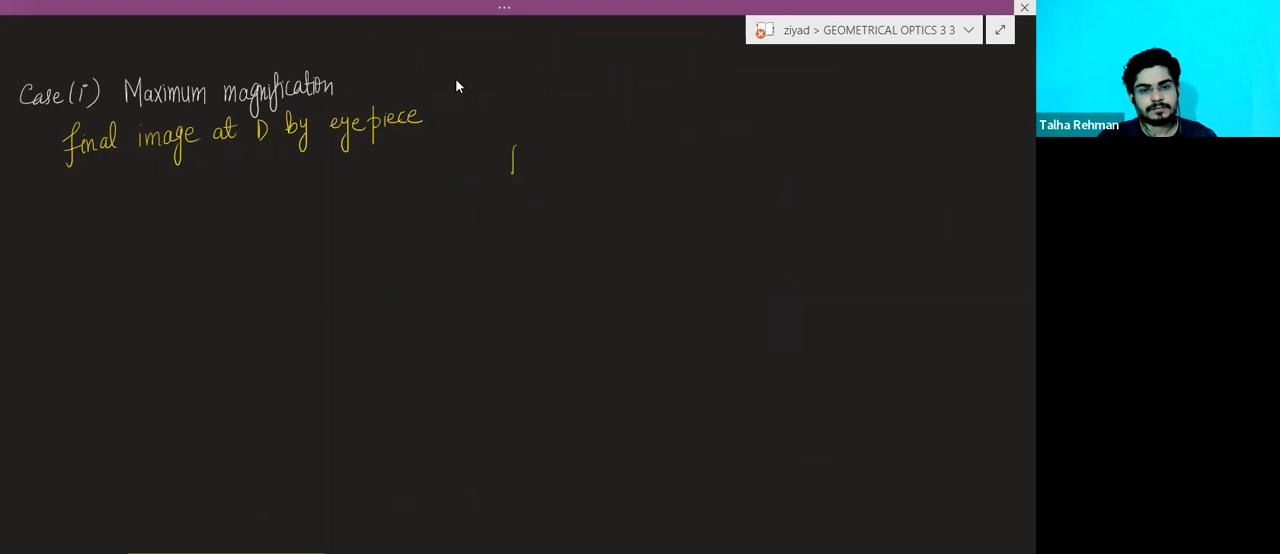 ziyad > GEOMETRICAL OPTICS 3 3
Case(i) Maximum magnification
final image at D by eyepiece
Talha Rehman